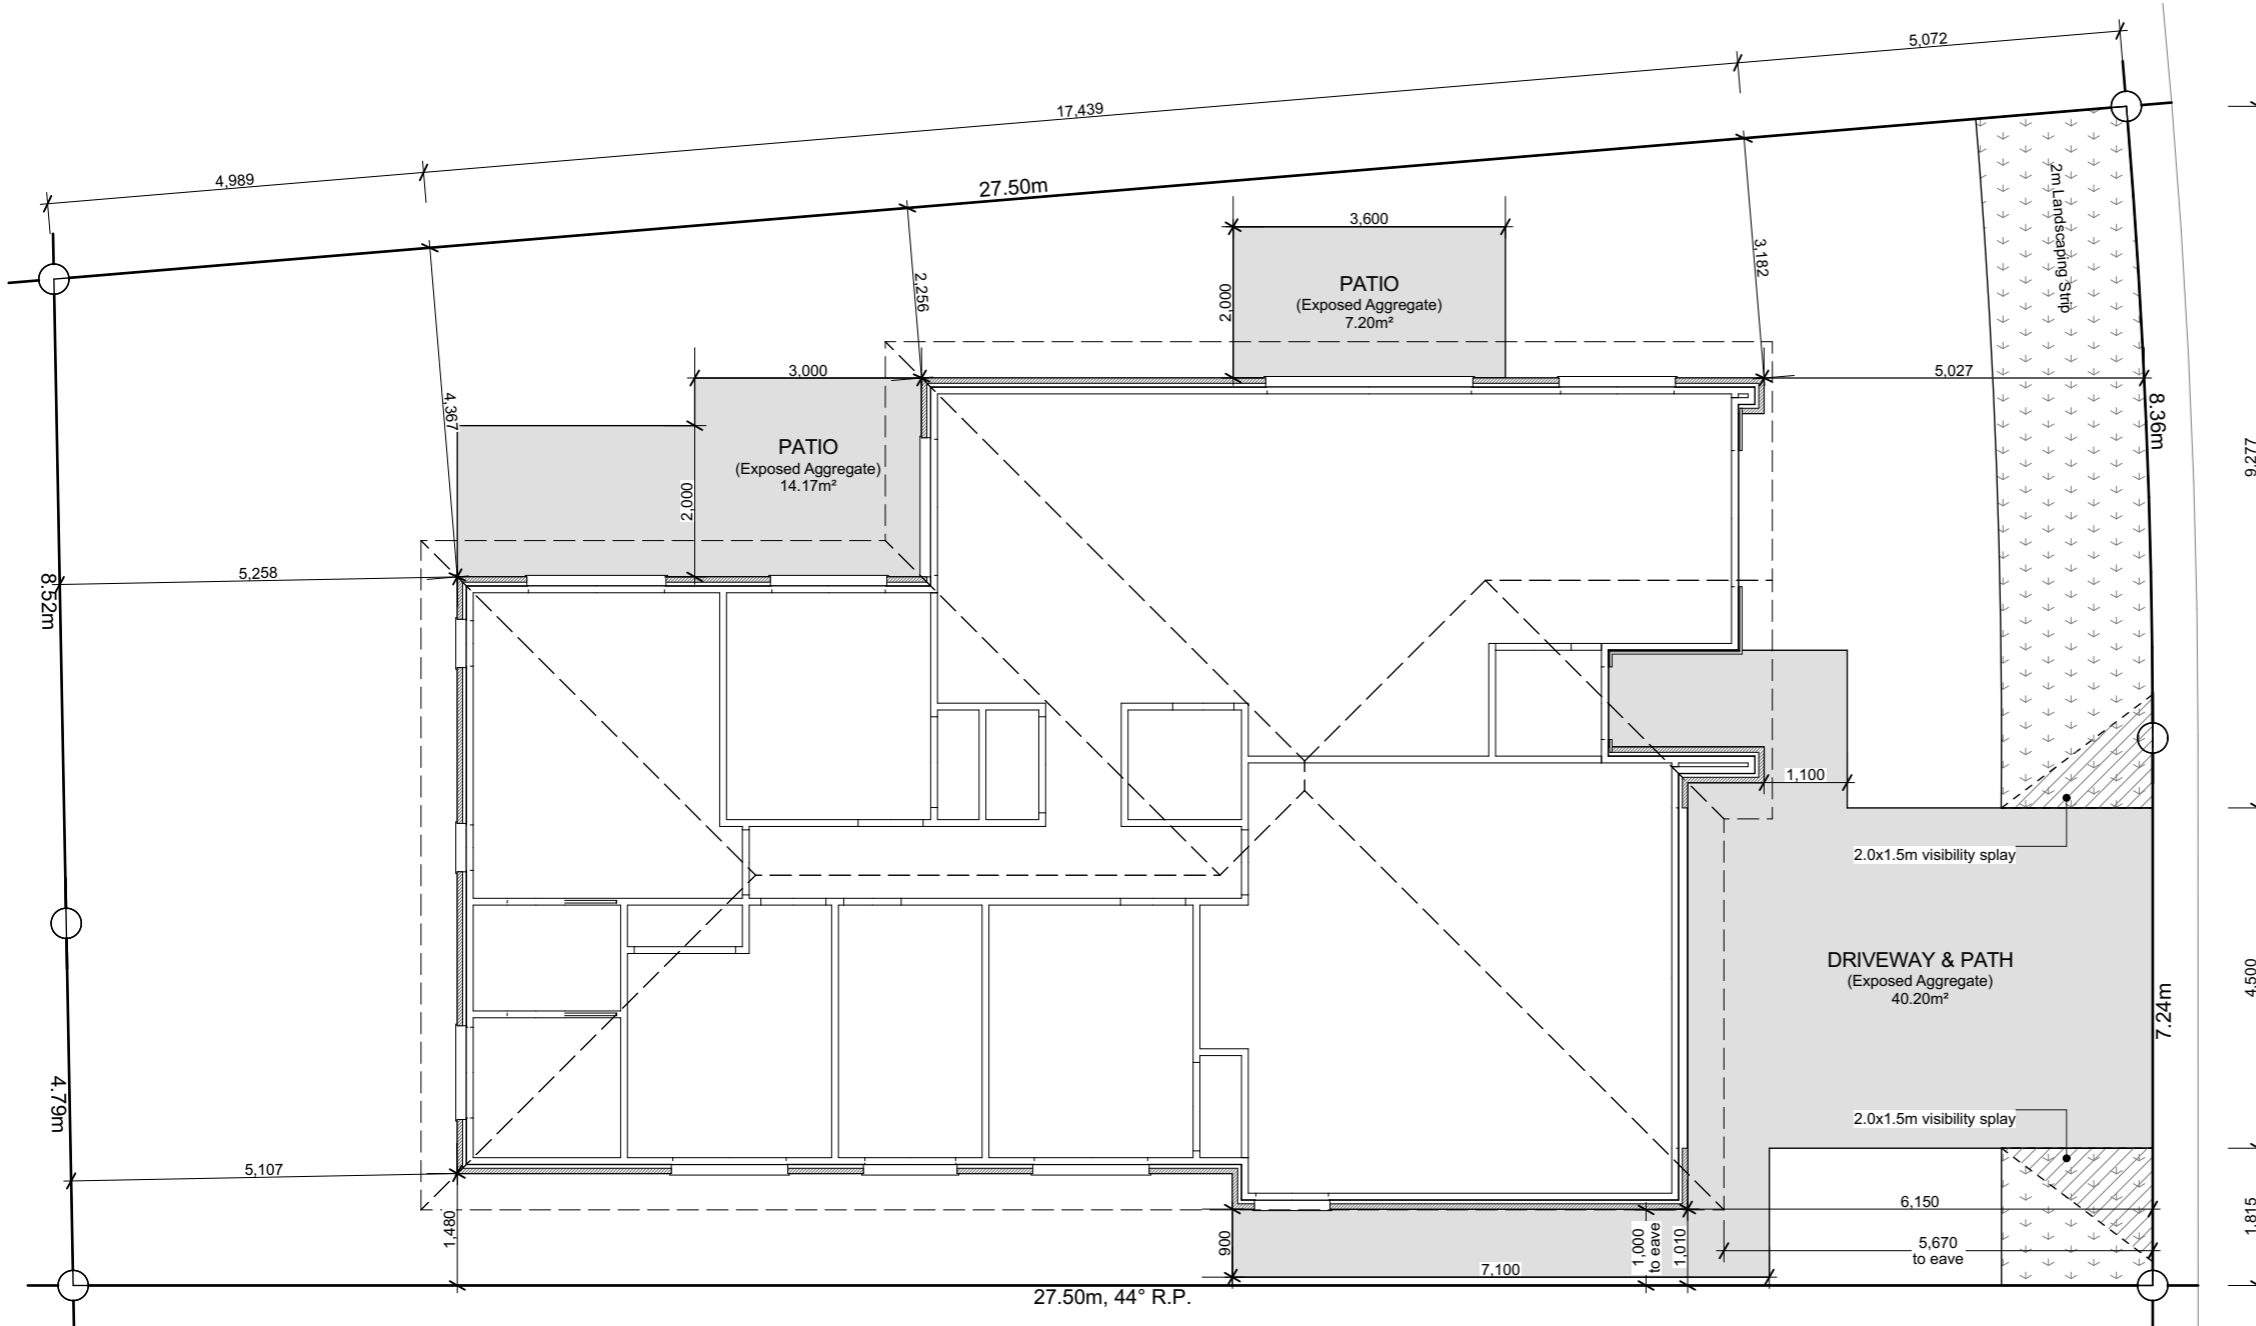 5,072
17,439
4,989
27.50m
3,600
2m Landscaping Strip
PATIO
(Exposed Aggregate)
7.20m²
2,000
2,256
3,182
3,000
5,027
8.36m
4,367
PATIO
(Exposed Aggregate)
14.17m²
2,000
9,277
5,258
8.52m
1,100
2.0x1.5m visibility splay
DRIVEWAY & PATH
(Exposed Aggregate)
40.20m²
4,500
7.24m
4.79m
2.0x1.5m visibility splay
5,107
6,150
1,480
900
1,000
to eave
1,010
5,670
to eave
1,815
7,100
27.50m, 44° R.P.